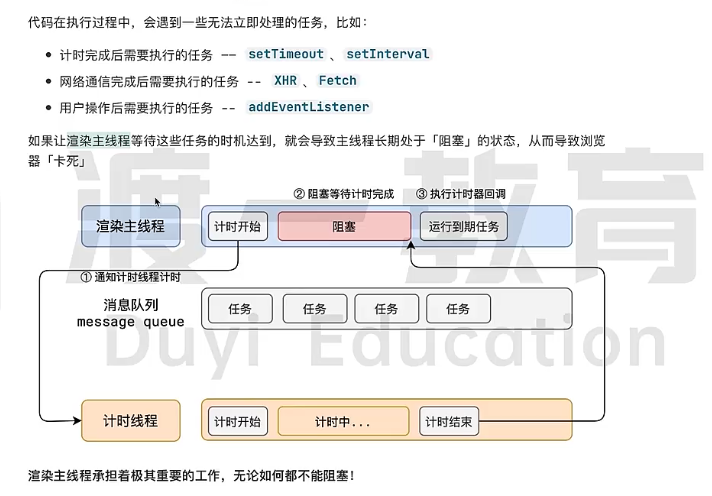 代码在执行过程中，会遇到一些无法立即处理的任务，比如：
• 计时完成后需要执行的任务 —— setTimeout 、 setInterval
• 网络通信完成后需要执行的任务 -- XHR 、 Fetch
• 用户操作后需要执行的任务 -- addEventListener
如果让渲染主线程等待这些任务的时机达到，就会导致主线程长期处于「阻塞」的状态，从而导致浏览
器「卡死」
② 阻塞等待计时完成 ③ 执行计时器回调
渲染主线程 计时开始 阻塞 运行到期任务
① 通知计时线程计时
消息队列
message queue
任务 任务 任务 任务
计时线程 计时开始 计时中... 计时结束
渲染主线程承担着极其重要的工作，无论如何都不能阻塞！
渡一教育
Duyi Education